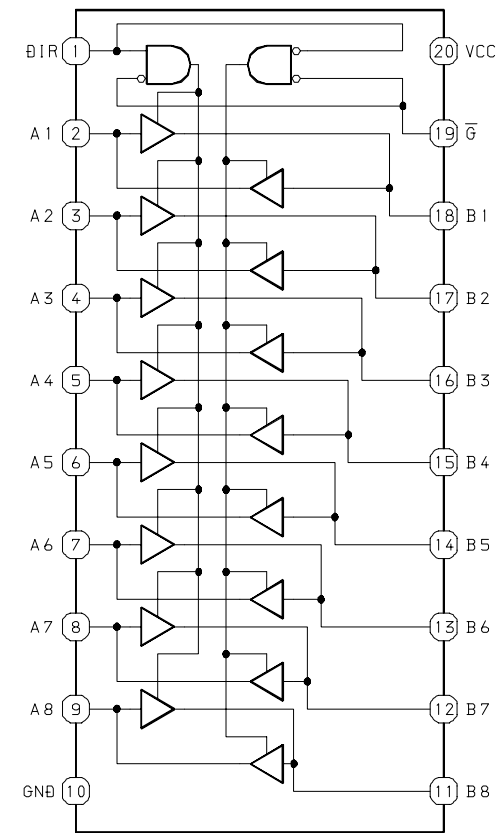 DIR 1 20 VCC
A1 2 19 G̅
A2 3 18 B1
A3 4 17 B2
A4 5 16 B3
A5 6 15 B4
A6 7 14 B5
A7 8 13 B6
A8 9 12 B7
GND 10 11 B8